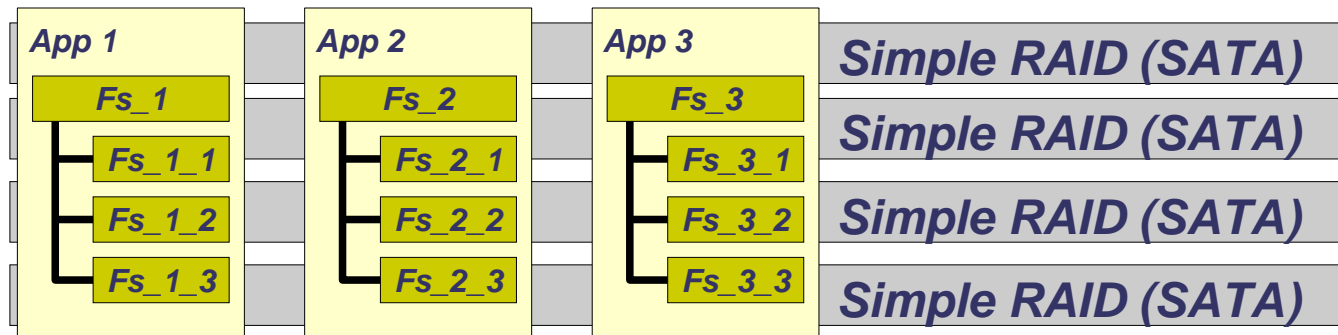 App 1
Fs_1
Fs_1_1
Fs_1_2
Fs_1_3
App 2
Fs_2
Fs_2_1
Fs_2_2
Fs_2_3
App 3
Fs_3
Fs_3_1
Fs_3_2
Fs_3_3
Simple RAID (SATA)
Simple RAID (SATA)
Simple RAID (SATA)
Simple RAID (SATA)